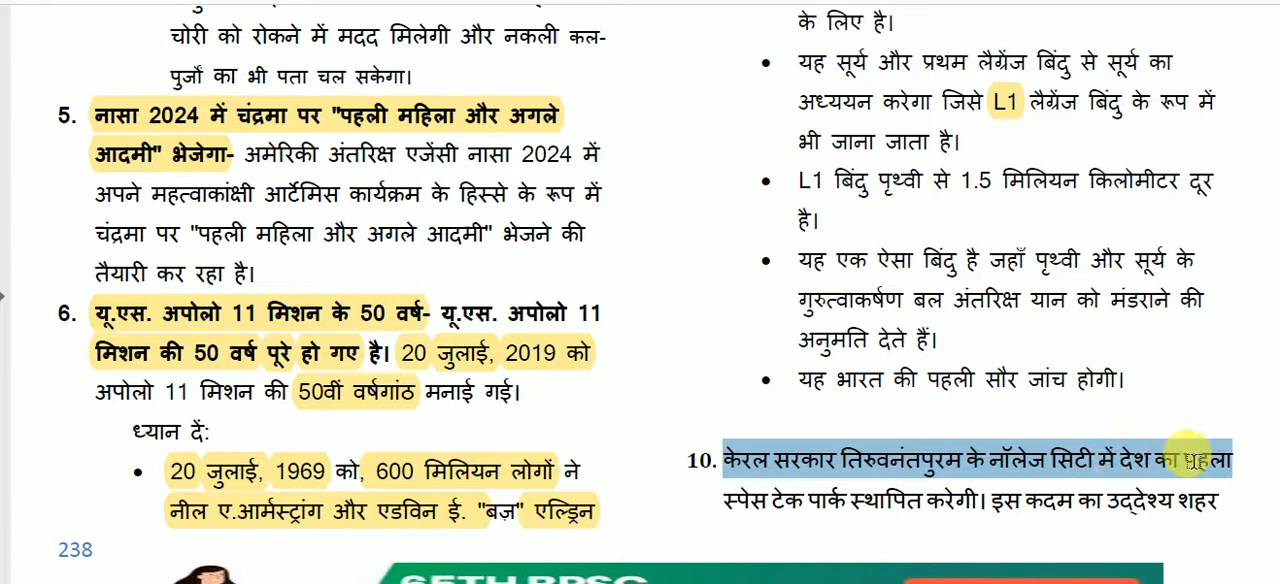 चोरी को रोकने में मदद मिलेगी और नकली कल-
पुर्जों का भी पता चल सकेगा।
5. नासा 2024 में चंद्रमा पर "पहली महिला और अगले
आदमी" भेजेगा- अमेरिकी अंतरिक्ष एजेंसी नासा 2024 में
अपने महत्वाकांक्षी आर्टेमिस कार्यक्रम के हिस्से के रूप में
चंद्रमा पर "पहली महिला और अगले आदमी" भेजने की
तैयारी कर रहा है।
6. यू.एस. अपोलो 11 मिशन के 50 वर्ष- यू.एस. अपोलो 11
मिशन की 50 वर्ष पूरे हो गए है। 20 जुलाई, 2019 को
अपोलो 11 मिशन की 50वीं वर्षगांठ मनाई गई।
ध्यान दें:
• 20 जुलाई, 1969 को, 600 मिलियन लोगों ने
नील ए.आर्मस्ट्रांग और एडविन ई. "बज़" एल्ड्रिन
238
के लिए है।
• यह सूर्य और प्रथम लैग्रेंज बिंदु से सूर्य का
अध्ययन करेगा जिसे L1 लैग्रेंज बिंदु के रूप में
भी जाना जाता है।
• L1 बिंदु पृथ्वी से 1.5 मिलियन किलोमीटर दूर
है।
• यह एक ऐसा बिंदु है जहाँ पृथ्वी और सूर्य के
गुरुत्वाकर्षण बल अंतरिक्ष यान को मंडराने की
अनुमति देते हैं।
• यह भारत की पहली सौर जांच होगी।
10. केरल सरकार तिरुवनंतपुरम के नॉलेज सिटी में देश का पहला
स्पेस टेक पार्क स्थापित करेगी। इस कदम का उद्देश्य शहर
65TH BPSC